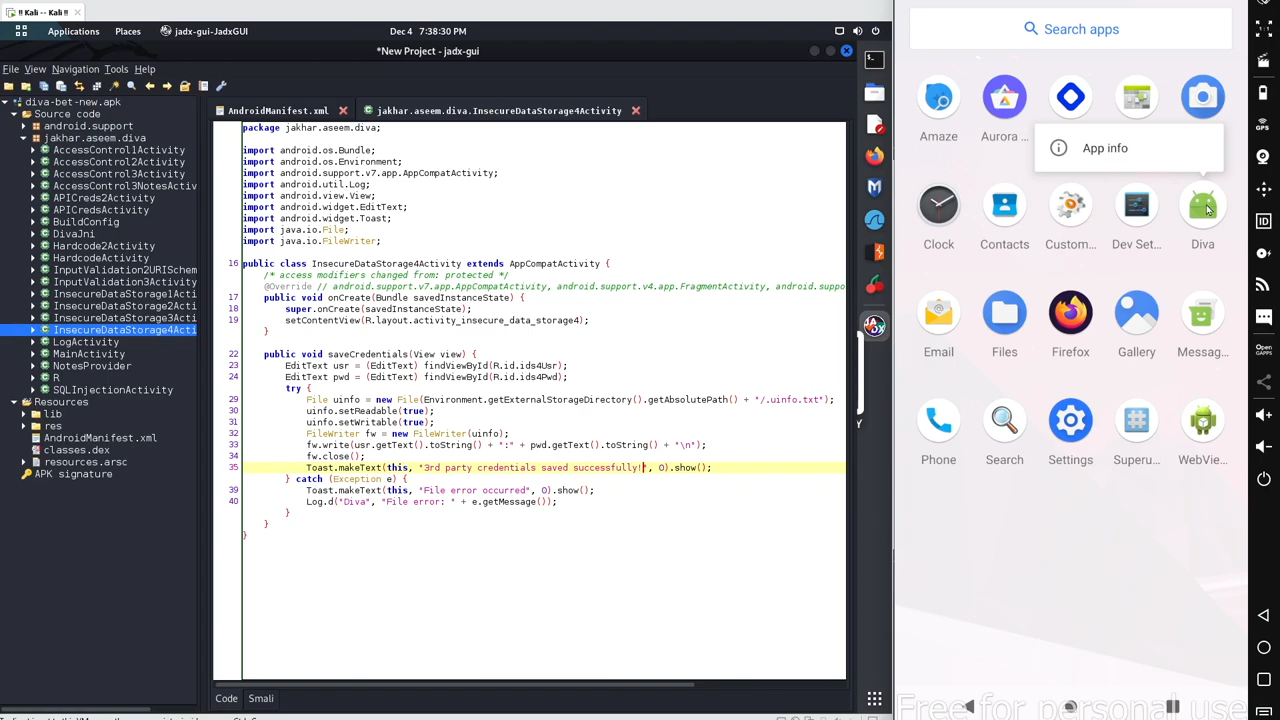 !! Kali -- Kali !!
Applications
Places
jadx-gui-JadxGUI
Dec 4 7:38:30 PM
*New Project - jadx-gui
File View Navigation Tools Help
diva-bet-new.apk
Source code
android.support
jakhar.aseem.diva
AccessControl1Activity
AccessControl2Activity
AccessControl3Activity
AccessControl3NotesActiv
APICreds2Activity
APICredsActivity
BuildConfig
DivaJni
Hardcode2Activity
HardcodeActivity
InputValidation2URISchem
InputValidation3Activity
InsecureDataStorage1Acti
InsecureDataStorage2Acti
InsecureDataStorage3Acti
InsecureDataStorage4Acti
LogActivity
MainActivity
NotesProvider
R
SQLInjectionActivity
Resources
lib
res
AndroidManifest.xml
classes.dex
resources.arsc
APK signature
AndroidManifest.xml
jakhar.aseem.diva.InsecureDataStorage4Activity
package jakhar.aseem.diva;
import android.os.Bundle;
import android.os.Environment;
import android.support.v7.app.AppCompatActivity;
import android.util.Log;
import android.view.View;
import android.widget.EditText;
import android.widget.Toast;
import java.io.File;
import java.io.FileWriter;
16 public class InsecureDataStorage4Activity extends AppCompatActivity {
/* access modifiers changed from: protected */
@Override // android.support.v7.app.AppCompatActivity, android.support.v4.app.FragmentActivity, android.suppo
17 public void onCreate(Bundle savedInstanceState) {
18 super.onCreate(savedInstanceState);
19 setContentView(R.layout.activity_insecure_data_storage4);
}
22 public void saveCredentials(View view) {
23 EditText usr = (EditText) findViewById(R.id.ids4Usr);
24 EditText pwd = (EditText) findViewById(R.id.ids4Pwd);
try {
29 File uinfo = new File(Environment.getExternalStorageDirectory().getAbsolutePath() + "/.uinfo.txt");
30 uinfo.setReadable(true);
31 uinfo.setWritable(true);
32 FileWriter fw = new FileWriter(uinfo);
33 fw.write(usr.getText().toString() + ":" + pwd.getText().toString() + "\n");
34 fw.close();
35 Toast.makeText(this, "3rd party credentials saved successfully!", 0).show();
} catch (Exception e) {
39 Toast.makeText(this, "File error occurred", 0).show();
40 Log.d("Diva", "File error: " + e.getMessage());
}
}
}
Code Smali
Search apps
Amaze
Aurora ...
App info
Clock
Contacts
Custom...
Dev Set...
Diva
Email
Files
Firefox
Gallery
Messag...
Phone
Search
Settings
Superu...
WebVie...
Free for personal use
GPS
ID
OPEN GAPPS